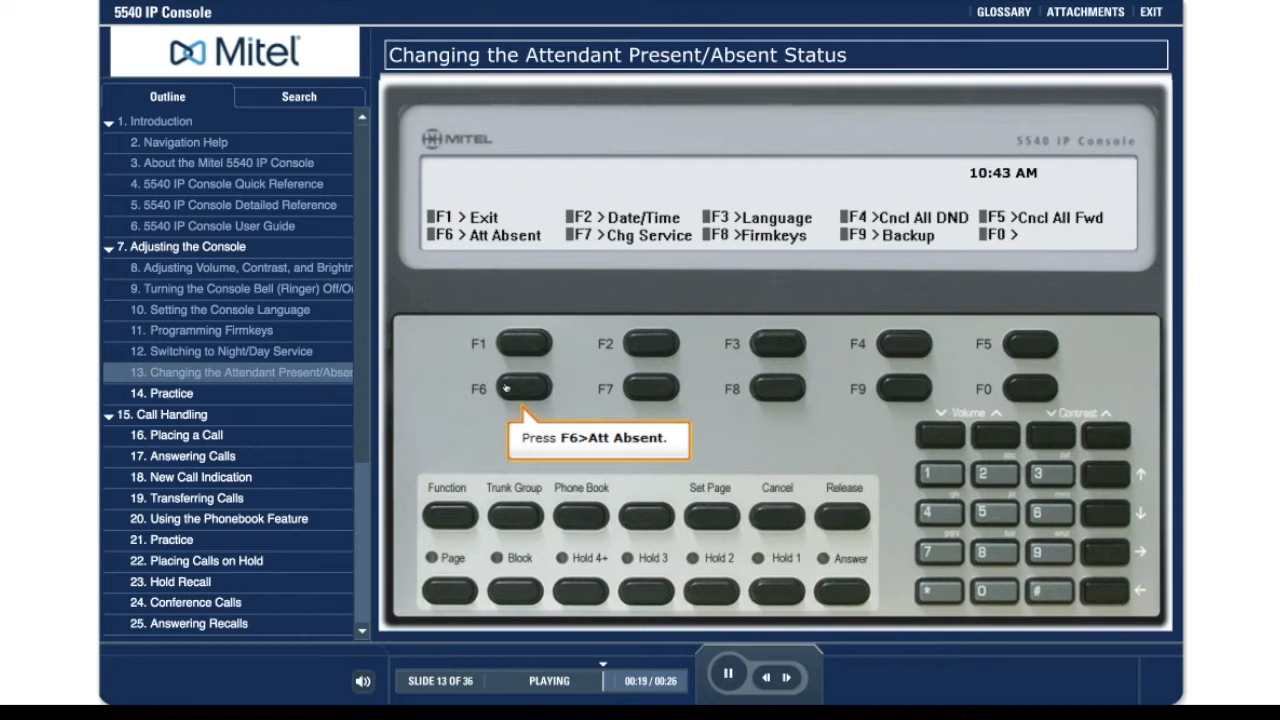 5540 IP Console
GLOSSARY
ATTACHMENTS
EXIT
Mitel
Changing the Attendant Present/Absent Status
Outline
Search
1. Introduction
2. Navigation Help
3. About the Mitel 5540 IP Console
4. 5540 IP Console Quick Reference
5. 5540 IP Console Detailed Reference
6. 5540 IP Console User Guide
7. Adjusting the Console
8. Adjusting Volume, Contrast, and Brightn
9. Turning the Console Bell (Ringer) Off/On
10. Setting the Console Language
11. Programming Firmkeys
12. Switching to Night/Day Service
13. Changing the Attendant Present/Absen
14. Practice
15. Call Handling
16. Placing a Call
17. Answering Calls
18. New Call Indication
19. Transferring Calls
20. Using the Phonebook Feature
21. Practice
22. Placing Calls on Hold
23. Hold Recall
24. Conference Calls
25. Answering Recalls
MITEL
5540 IP Console
10:43 AM
F1 > Exit F2 > Date/Time F3 >Language F4 >Cncl All DND F5 >Cncl All Fwd
F6 > Att Absent F7 > Chg Service F8 >Firmkeys F9 > Backup F0 >
F1 F2 F3 F4 F5
F6 F7 F8 F9 F0
Press F6>Att Absent.
Volume Contrast
Function Trunk Group Phone Book Set Page Cancel Release
Page Block Hold 4+ Hold 3 Hold 2 Hold 1 Answer
1 2 3
4 5 6
7 8 9
* 0 #
SLIDE 13 OF 36
PLAYING
00:19 / 00:26